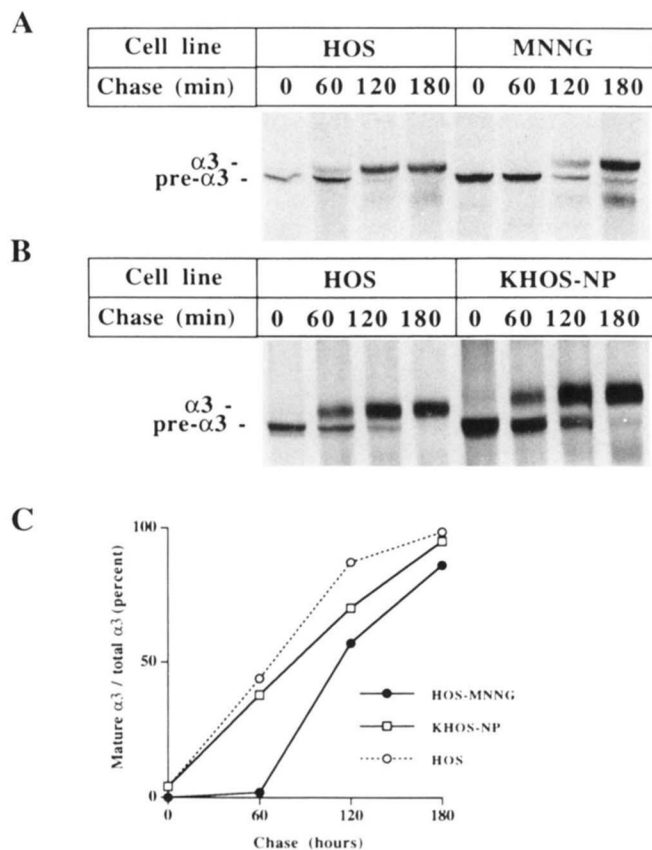 A
Cell line HOS MNNG
Chase (min) 0 60 120 180 0 60 120 180
α3 -
pre-α3 -
B
Cell line HOS KHOS-NP
Chase (min) 0 60 120 180 0 60 120 180
α3 -
pre-α3 -
C
Mature α3 / total α3 (percent)
100
50
0
HOS-MNNG
KHOS-NP
HOS
0 60 120 180
Chase (hours)